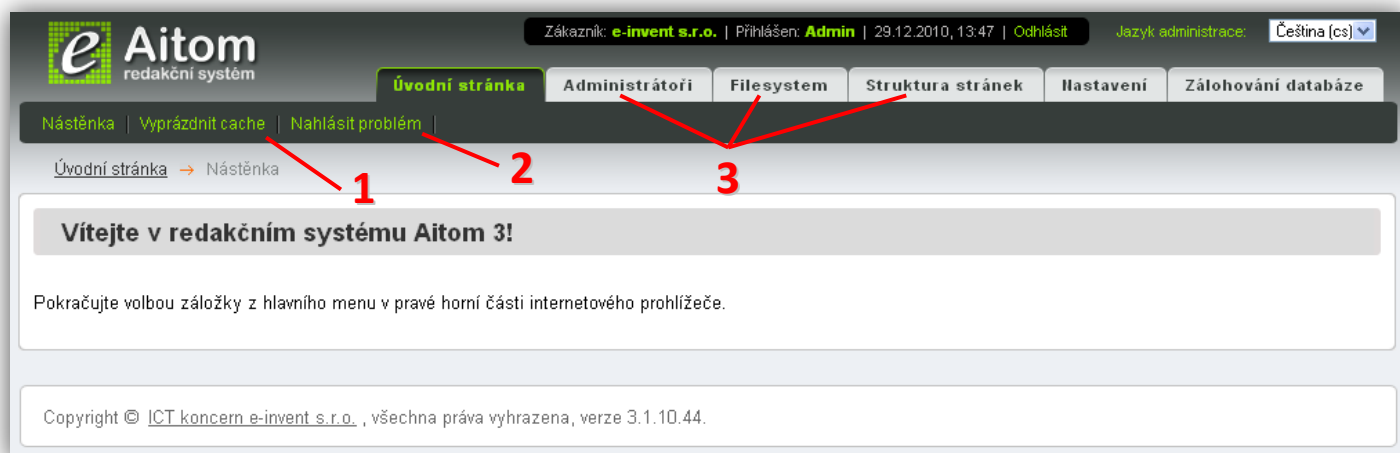 e Aitom
redakční systém
Zákazník: e-invent s.r.o. | Přihlášen: Admin | 29.12.2010, 13:47 | Odhlásit
Jazyk administrace: Čeština (cs)
Úvodní stránka Administrátoři Filesystem Struktura stránek Nastavení Zálohování databáze
Nástěnka | Vyprázdnit cache | Nahlásit problém |
Úvodní stránka → Nástěnka
1 2 3
Vítejte v redakčním systému Aitom 3!
Pokračujte volbou záložky z hlavního menu v pravé horní části internetového prohlížeče.
Copyright © ICT koncern e-invent s.r.o. , všechna práva vyhrazena, verze 3.1.10.44.